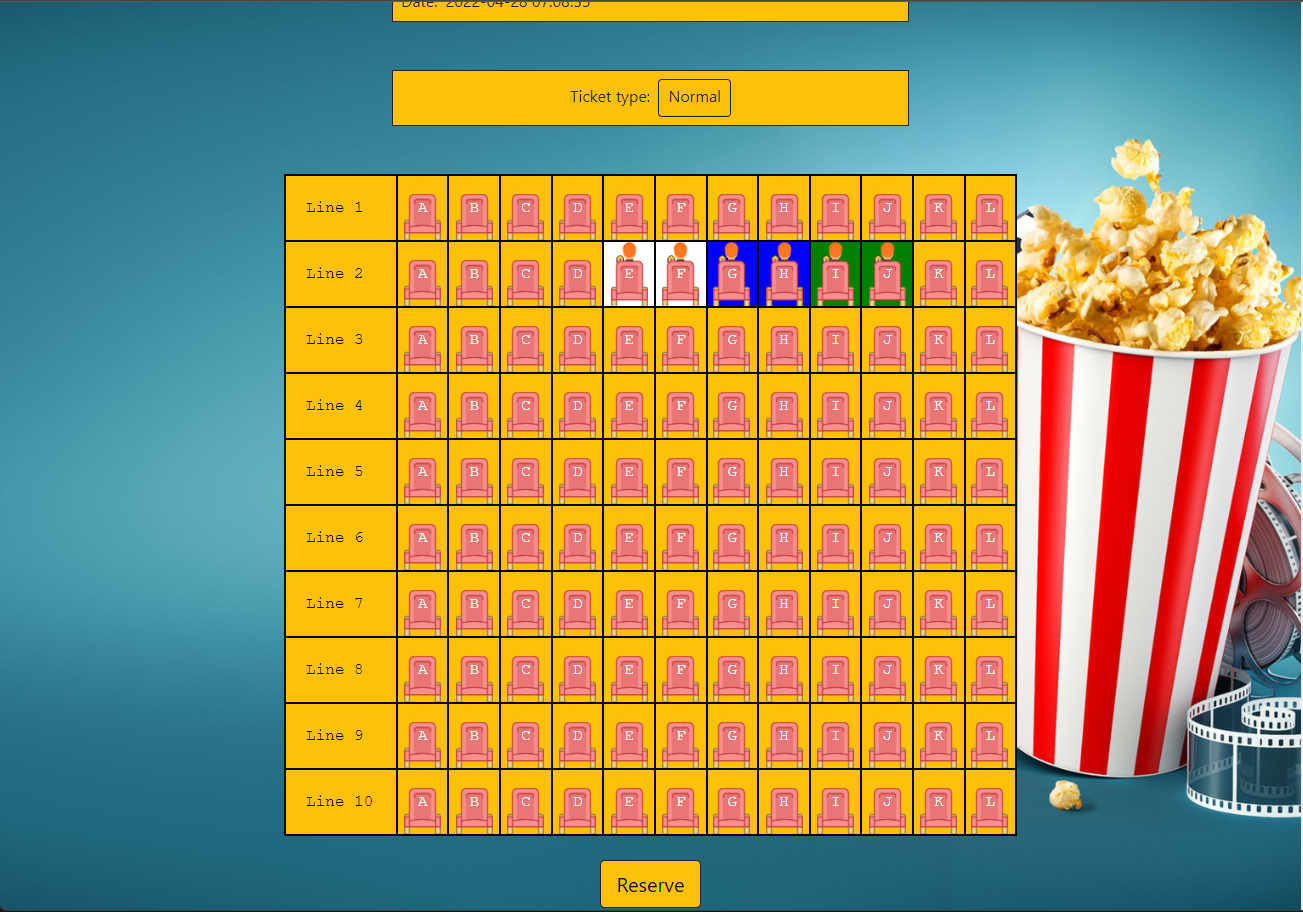 Date: 2022-04-28 07:08:35
Ticket type: Normal
Line 1 A B C D E F G H I J K L
Line 2 A B C D E F G H I J K L
Line 3 A B C D E F G H I J K L
Line 4 A B C D E F G H I J K L
Line 5 A B C D E F G H I J K L
Line 6 A B C D E F G H I J K L
Line 7 A B C D E F G H I J K L
Line 8 A B C D E F G H I J K L
Line 9 A B C D E F G H I J K L
Line 10 A B C D E F G H I J K L
Reserve